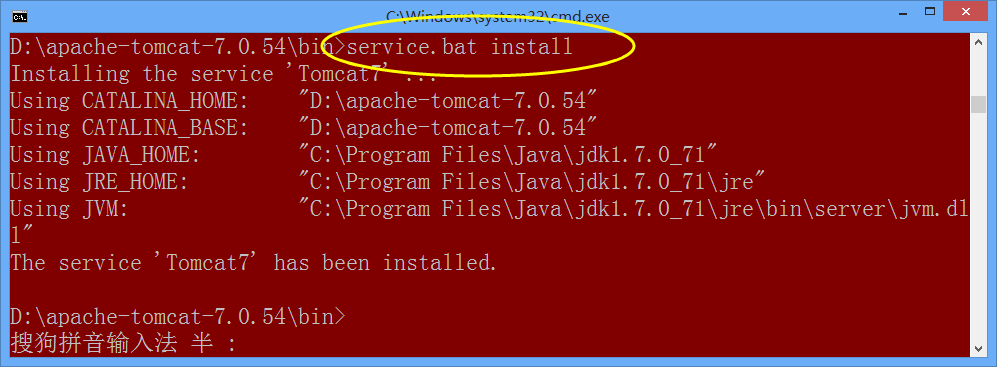 C:\Windows\system32\cmd.exe
D:\apache-tomcat-7.0.54\bin>service.bat install
Installing the service 'Tomcat7' ...
Using CATALINA_HOME:    "D:\apache-tomcat-7.0.54"
Using CATALINA_BASE:    "D:\apache-tomcat-7.0.54"
Using JAVA_HOME:        "C:\Program Files\Java\jdk1.7.0_71"
Using JRE_HOME:         "C:\Program Files\Java\jdk1.7.0_71\jre"
Using JVM:              "C:\Program Files\Java\jdk1.7.0_71\jre\bin\server\jvm.dl
l"
The service 'Tomcat7' has been installed.
D:\apache-tomcat-7.0.54\bin>
搜狗拼音输入法 半 :